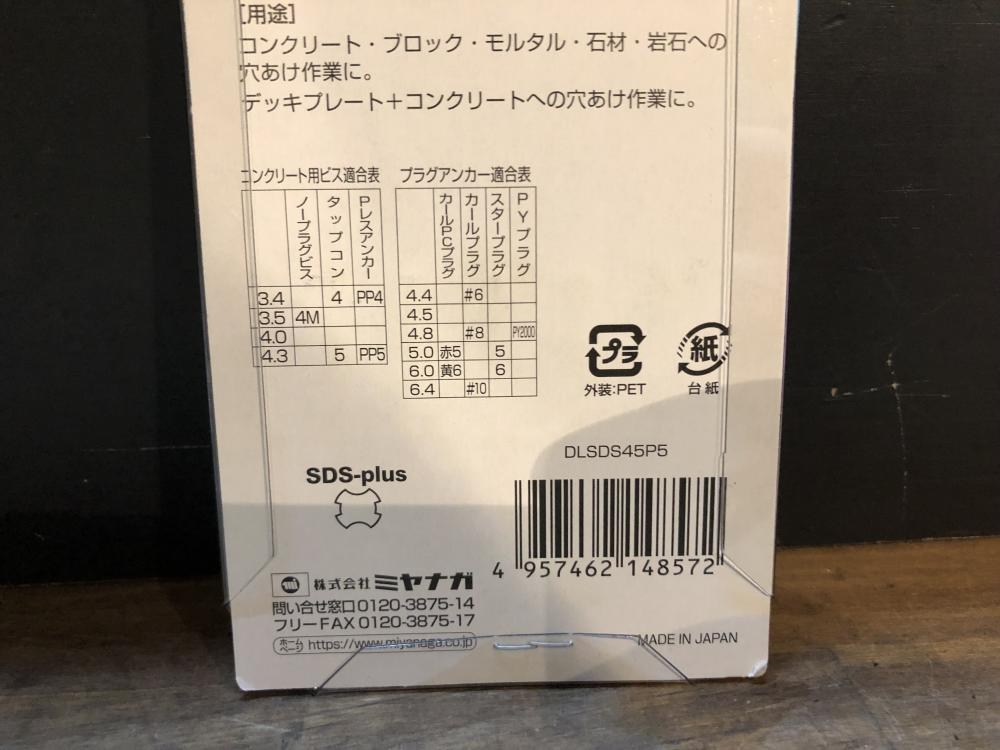 [用途]
コンクリート・ブロック・モルタル・石材・岩石への
穴あけ作業に。
デッキプレート＋コンクリートへの穴あけ作業に。
コンクリート用ビス適合表
ノープラグビス タップコン Pレスアンカー
3.4 4 PP4
3.5 4M
4.0
4.3 5 PP5
プラグアンカー適合表
カールPCプラグ カールプラグ スタープラグ PYプラグ
4.4 #6
4.5
4.8 #8 PY2000
5.0 赤5 5
6.0 黄6 6
6.4 #10
プラ
外装:PET
紙
台紙
DLSDS45P5
SDS-plus
4 957462 148572
株式会社 ミヤナガ
問い合せ窓口 0120-3875-14
フリーFAX 0120-3875-17
ホームページ https://www.miyanaga.co.jp
MADE IN JAPAN